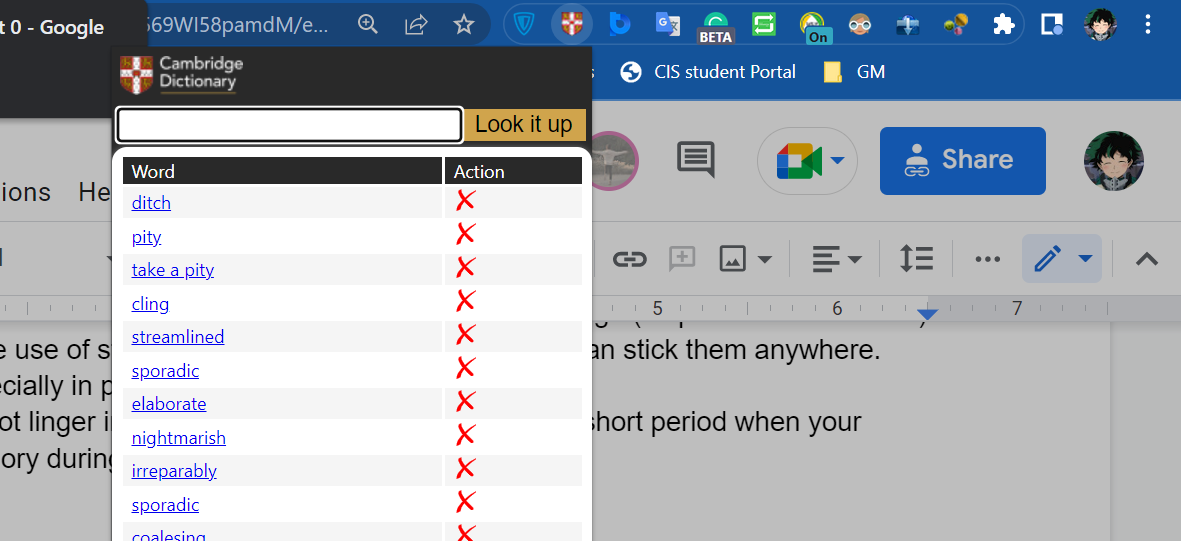 t 0 - Google
569WI58pamdM/e...
BETA
On
Cambridge
Dictionary
CIS student Portal
GM
Look it up
Word Action
ditch
pity
take a pity
cling
streamlined
sporadic
elaborate
nightmarish
irreparably
sporadic
coalesing
ions He
Share
5 6 7
e use of s an stick them anywhere.
cially in p
ot linger i short period when your
ory during